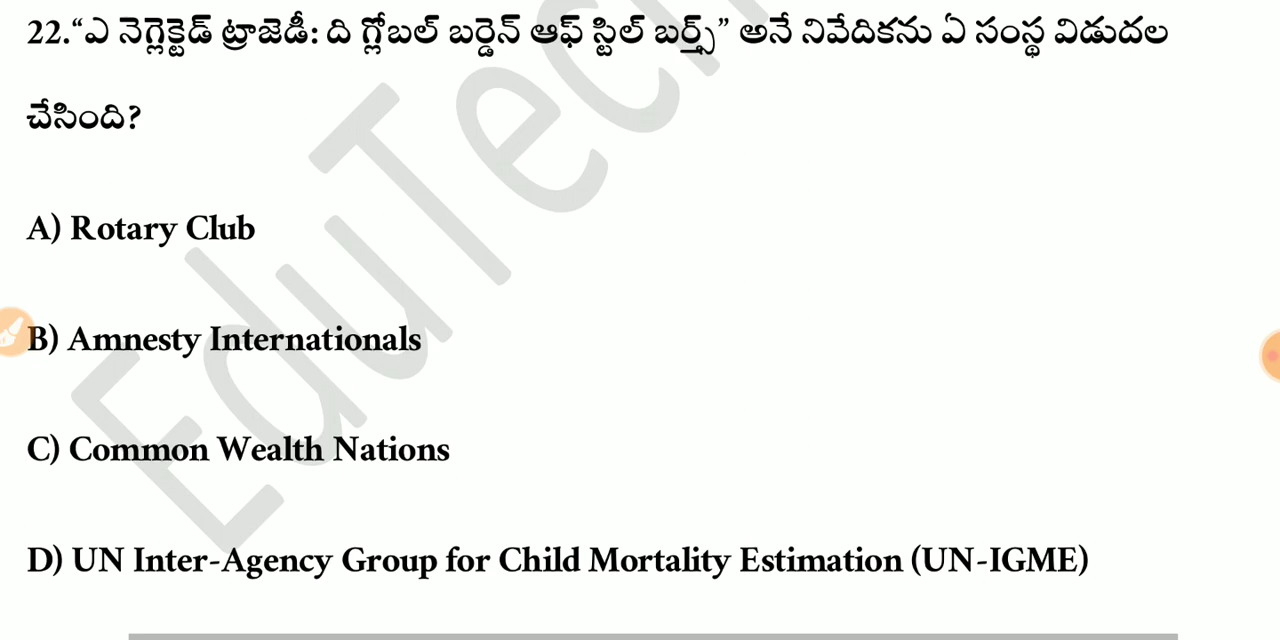 22.“ఎ నెగ్లెక్టెడ్ ట్రాజెడీ: ది గ్లోబల్ బర్డెన్ ఆఫ్ స్టిల్ బర్త్స్” అనే నివేదికను ఏ సంస్థ విడుదల
చేసింది?
A) Rotary Club
B) Amnesty Internationals
C) Common Wealth Nations
D) UN Inter-Agency Group for Child Mortality Estimation (UN-IGME)
EduTech